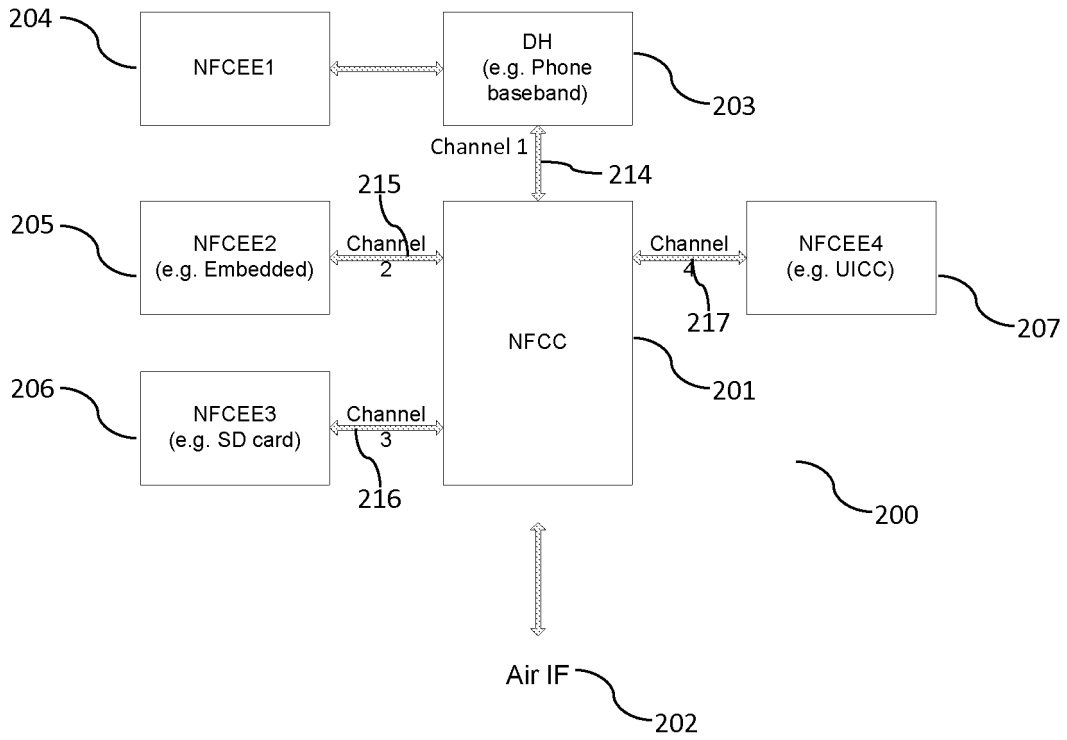 204
NFCEE1
DH
(e.g. Phone
baseband)
203
Channel 1
214
215
205
NFCEE2
(e.g. Embedded)
Channel
2
Channel
4
NFCEE4
(e.g. UICC)
217
207
NFCC
201
206
NFCEE3
(e.g. SD card)
Channel
3
216
200
Air IF
202